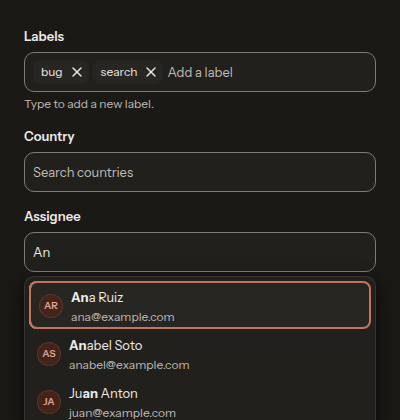 Labels
bug search Add a label
Type to add a new label.
Country
Search countries
Assignee
An
AR Ana Ruiz
ana@example.com
AS Anabel Soto
anabel@example.com
JA Juan Anton
juan@example.com